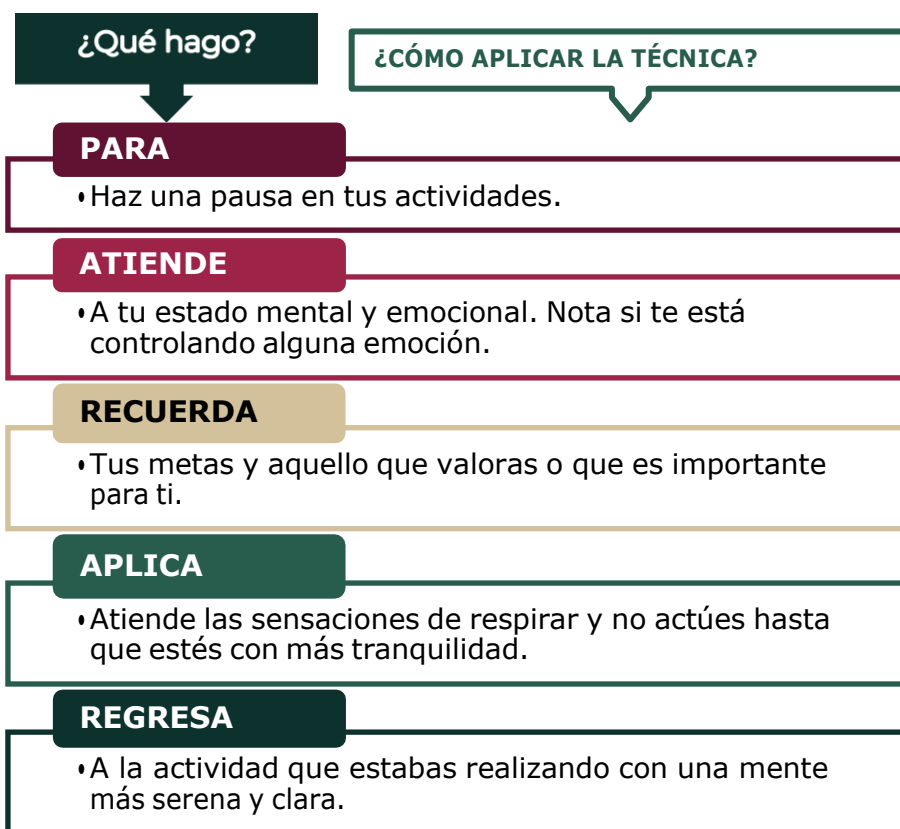 ¿Qué hago?
¿CÓMO APLICAR LA TÉCNICA?
PARA
•Haz una pausa en tus actividades.
ATIENDE
•A tu estado mental y emocional. Nota si te está
controlando alguna emoción.
RECUERDA
•Tus metas y aquello que valoras o que es importante
para ti.
APLICA
•Atiende las sensaciones de respirar y no actúes hasta
que estés con más tranquilidad.
REGRESA
•A la actividad que estabas realizando con una mente
más serena y clara.